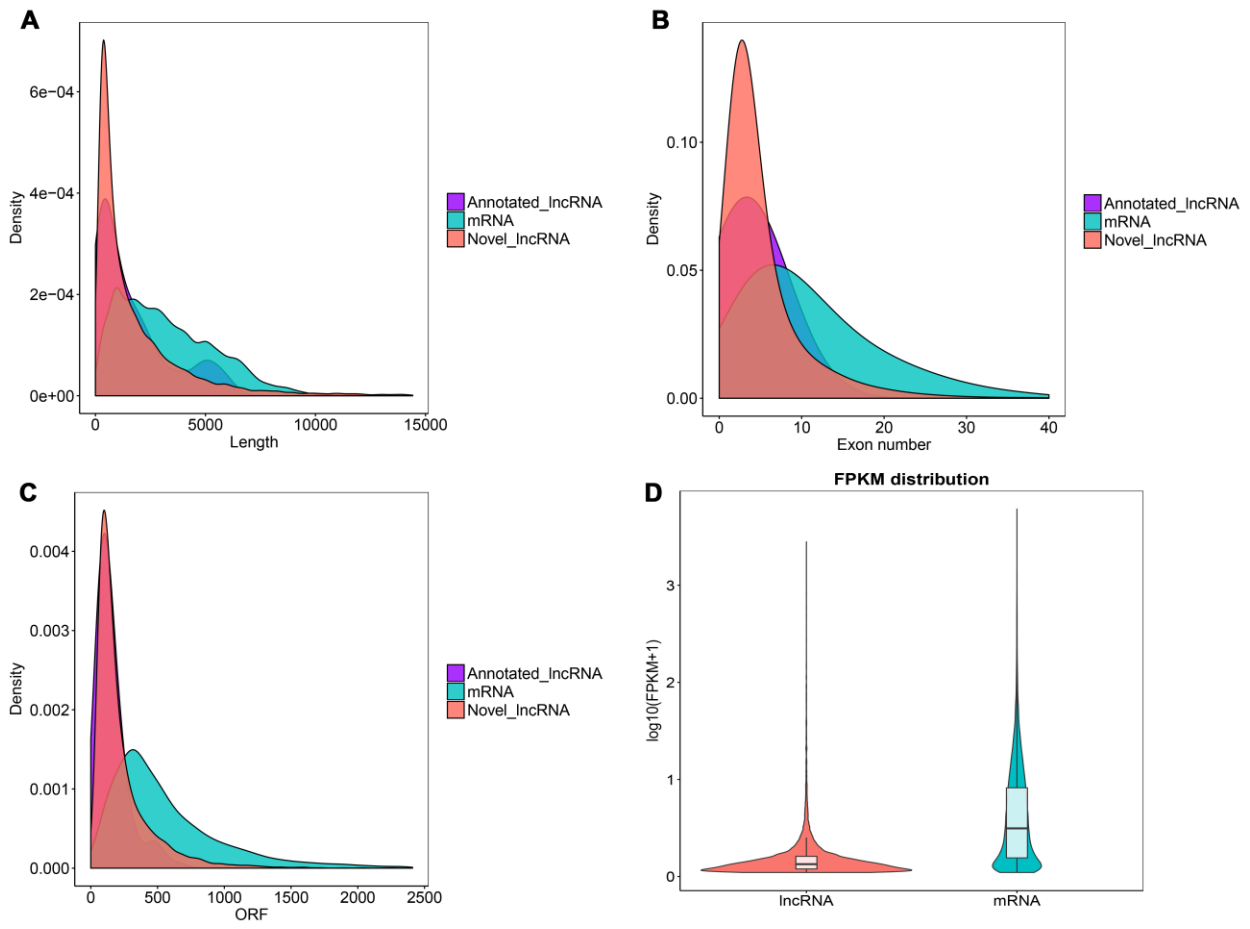 A
6e−04
4e−04
2e−04
0e+00
Density
0 5000 10000 15000
Length
Annotated_lncRNA
mRNA
Novel_lncRNA
B
0.10
0.05
0.00
Density
0 10 20 30 40
Exon number
Annotated_lncRNA
mRNA
Novel_lncRNA
C
0.004
0.003
0.002
0.001
0.000
Density
0 500 1000 1500 2000 2500
ORF
Annotated_lncRNA
mRNA
Novel_lncRNA
D
FPKM distribution
3
2
1
0
log10(FPKM+1)
lncRNA mRNA